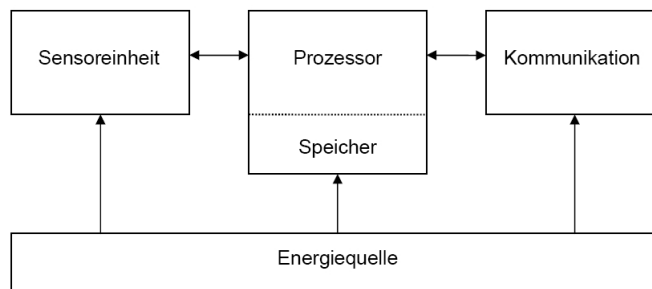 Sensoreinheit
Prozessor
Kommunikation
Speicher
Energiequelle